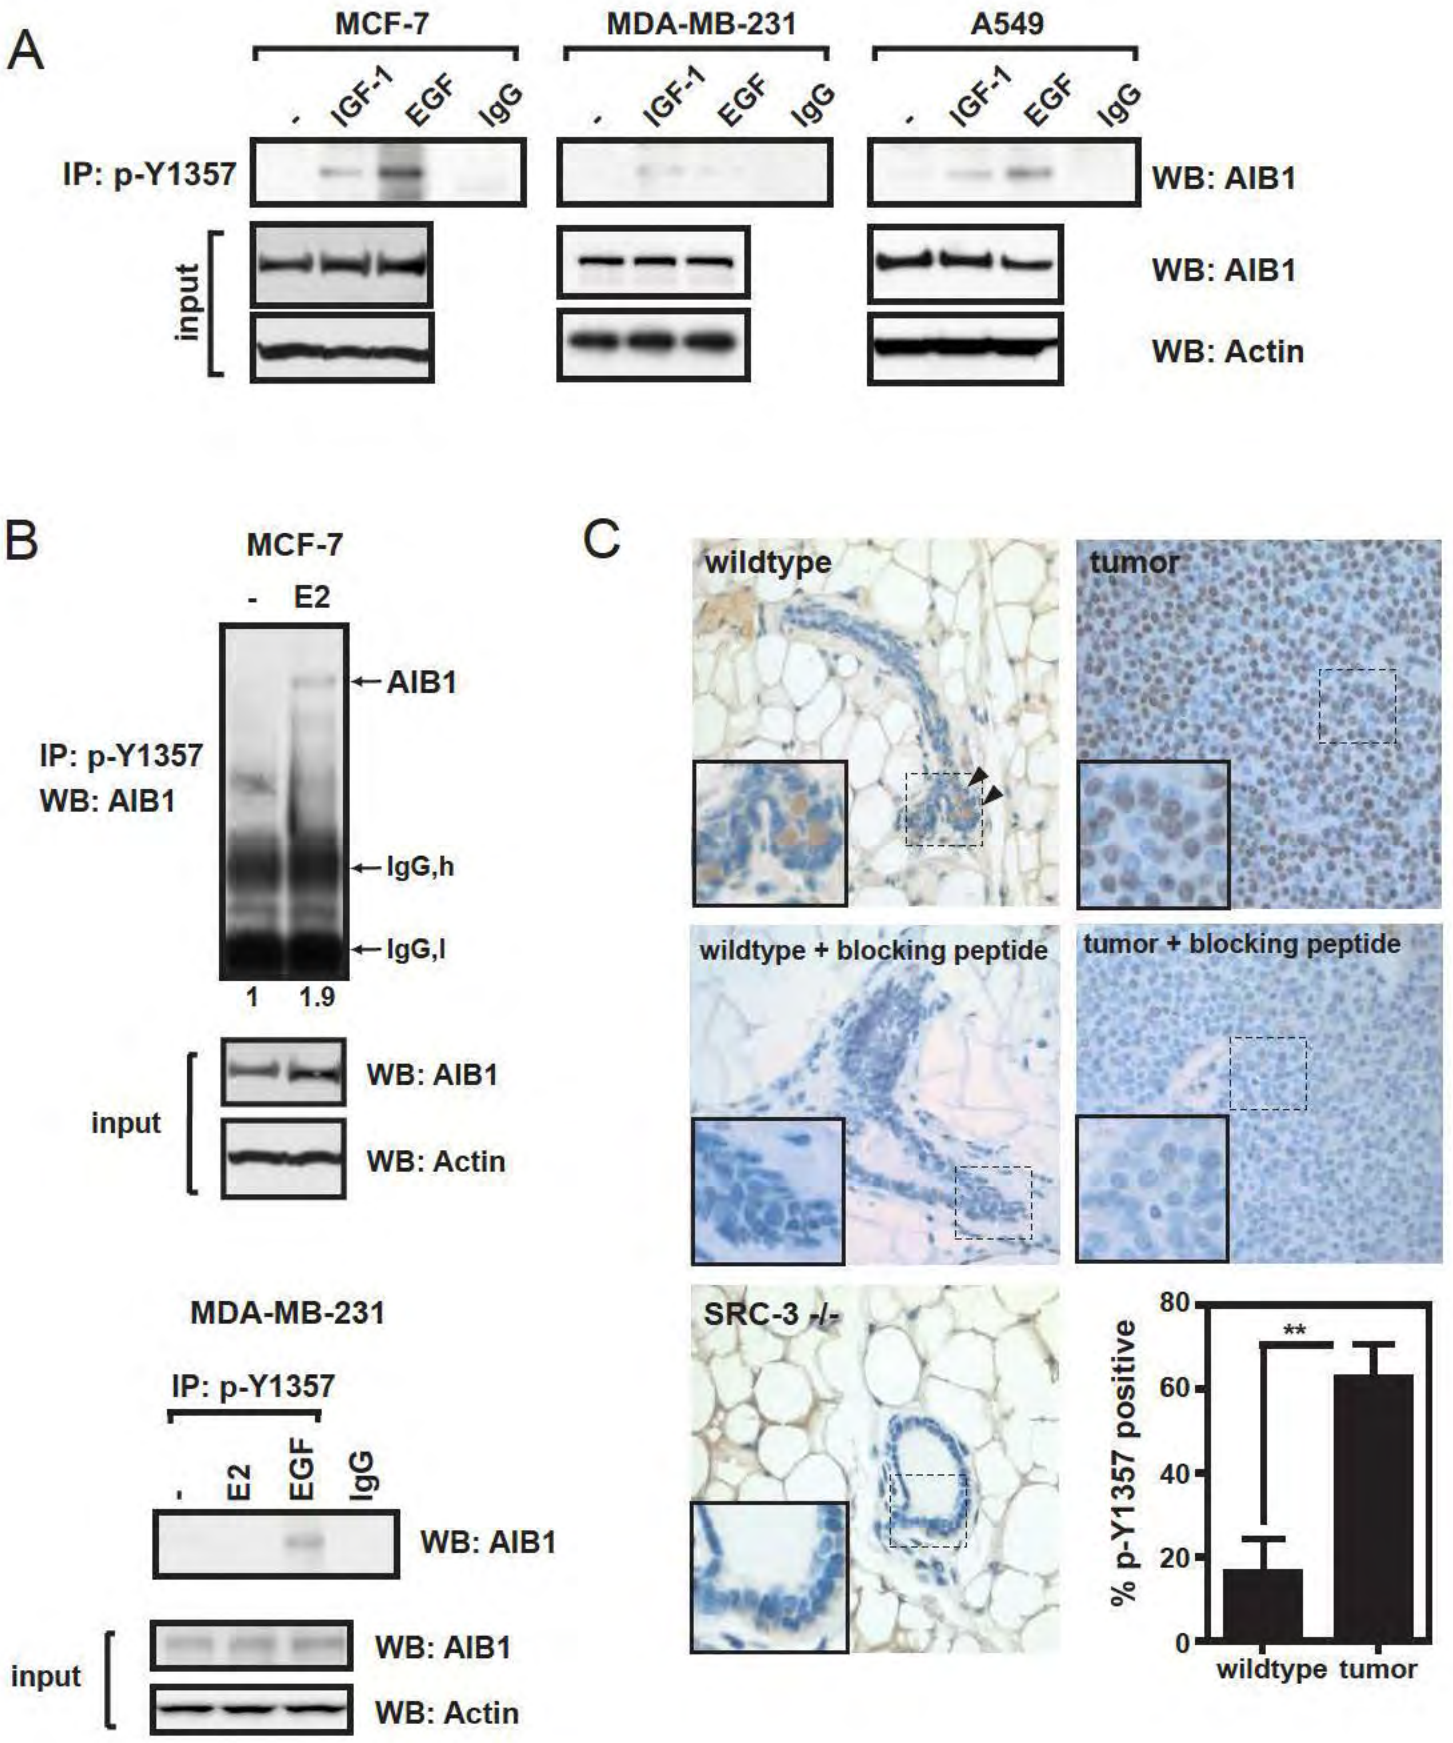 A
MCF-7
MDA-MB-231
A549
- IGF-1 EGF IgG
- IGF-1 EGF IgG
- IGF-1 EGF IgG
IP: p-Y1357
WB: AIB1
input
WB: AIB1
WB: Actin
B
MCF-7
- E2
AIB1
IP: p-Y1357
WB: AIB1
IgG,h
IgG,l
1 1.9
input
WB: AIB1
WB: Actin
MDA-MB-231
IP: p-Y1357
- E2 EGF IgG
WB: AIB1
input
WB: AIB1
WB: Actin
C
wildtype
tumor
wildtype + blocking peptide
tumor + blocking peptide
SRC-3 -/-
% p-Y1357 positive
80
60
40
20
0
**
wildtype tumor